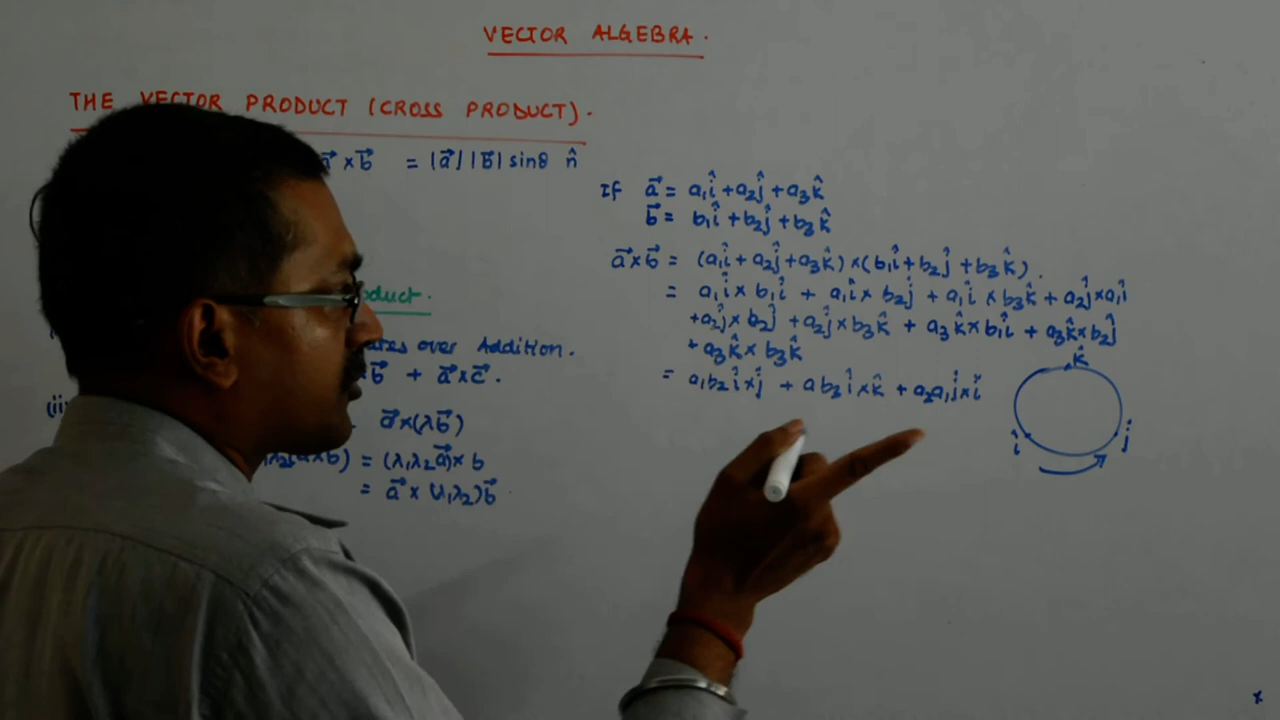 VECTOR ALGEBRA.
THE VECTOR PRODUCT (CROSS PRODUCT).
a⃗×b⃗ = |a⃗||b⃗| sinθ n̂
oduct.
over Addition.
×b⃗ + a⃗×c⃗.
(ii)
a⃗×(λb⃗)
= (λ₁λ₂a⃗)× b
= a⃗ × (λ₁λ₂)b⃗
If a⃗ = a₁î + a₂ĵ + a₃k̂
b⃗ = b₁î + b₂ĵ + b₃k̂
a⃗×b⃗ = (a₁î + a₂ĵ + a₃k̂) × (b₁î + b₂ĵ + b₃k̂).
= a₁î × b₁î + a₁î × b₂ĵ + a₁î × b₃k̂ + a₂ĵ × a₁î
+ a₂ĵ × b₂ĵ + a₂ĵ × b₃k̂ + a₃k̂ × b₁î + a₃k̂ × b₂ĵ
+ a₃k̂ × b₃k̂
= a₁b₂ î×ĵ + ab₃ î×k̂ + a₂a₁ ĵ×î
k̂
î ĵ